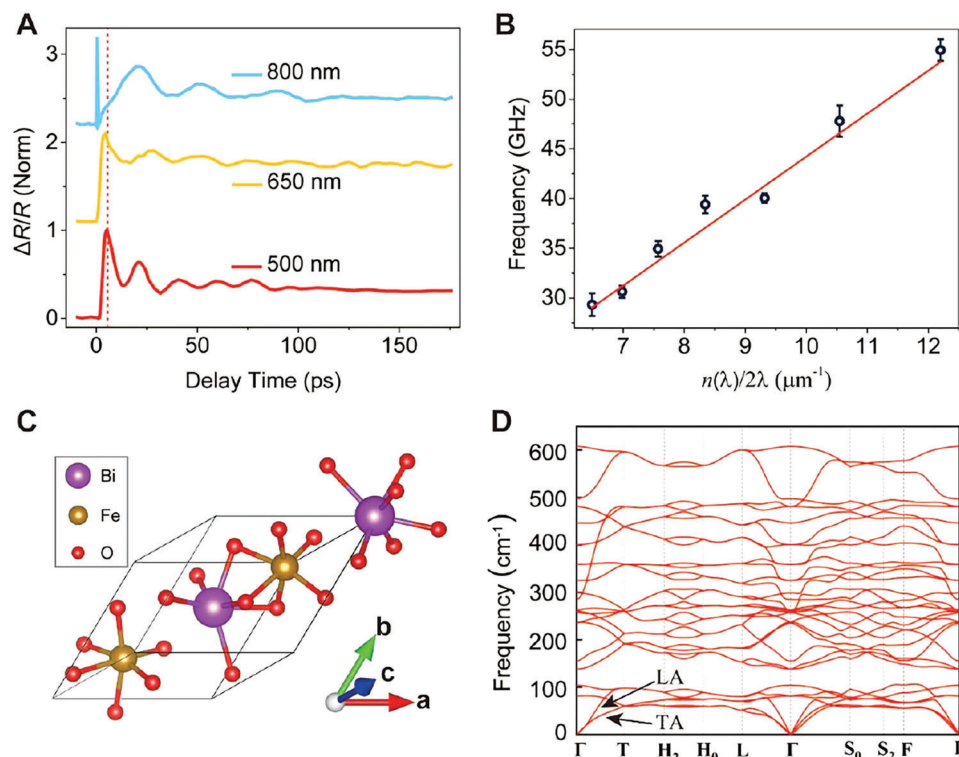 A
3
800 nm
2
650 nm
1
500 nm
0
ΔR/R (Norm)
0 50 100 150
Delay Time (ps)
B
55
50
45
40
35
30
Frequency (GHz)
7 8 9 10 11 12
n(λ)/2λ (μm⁻¹)
C
Bi
Fe
O
b
c
a
D
600
500
400
300
200
100
0
Frequency (cm⁻¹)
LA
TA
Γ T H₂ H₀ L Γ S₀ S₂ F